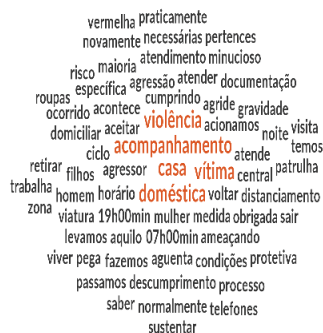 vermelha praticamente
novamente necessárias pertences
atendimento minucioso
risco maioria
agressão atender documentação
específica cumprindo
roupas acontece agride gravidade
ocorrido violência acionamos
domiciliar aceitar noite visita
acompanhamento temos
ciclo atende
retirar casa vítima patrulha
filhos agressor central
trabalha homem horário doméstica voltar distanciamento
zona
viatura 19h00min mulher medida obrigada sair
levamos aquilo 07h00min ameaçando
viver pega fazemos aguenta condições protetiva
passamos descumprimento processo
saber normalmente telefones
sustentar